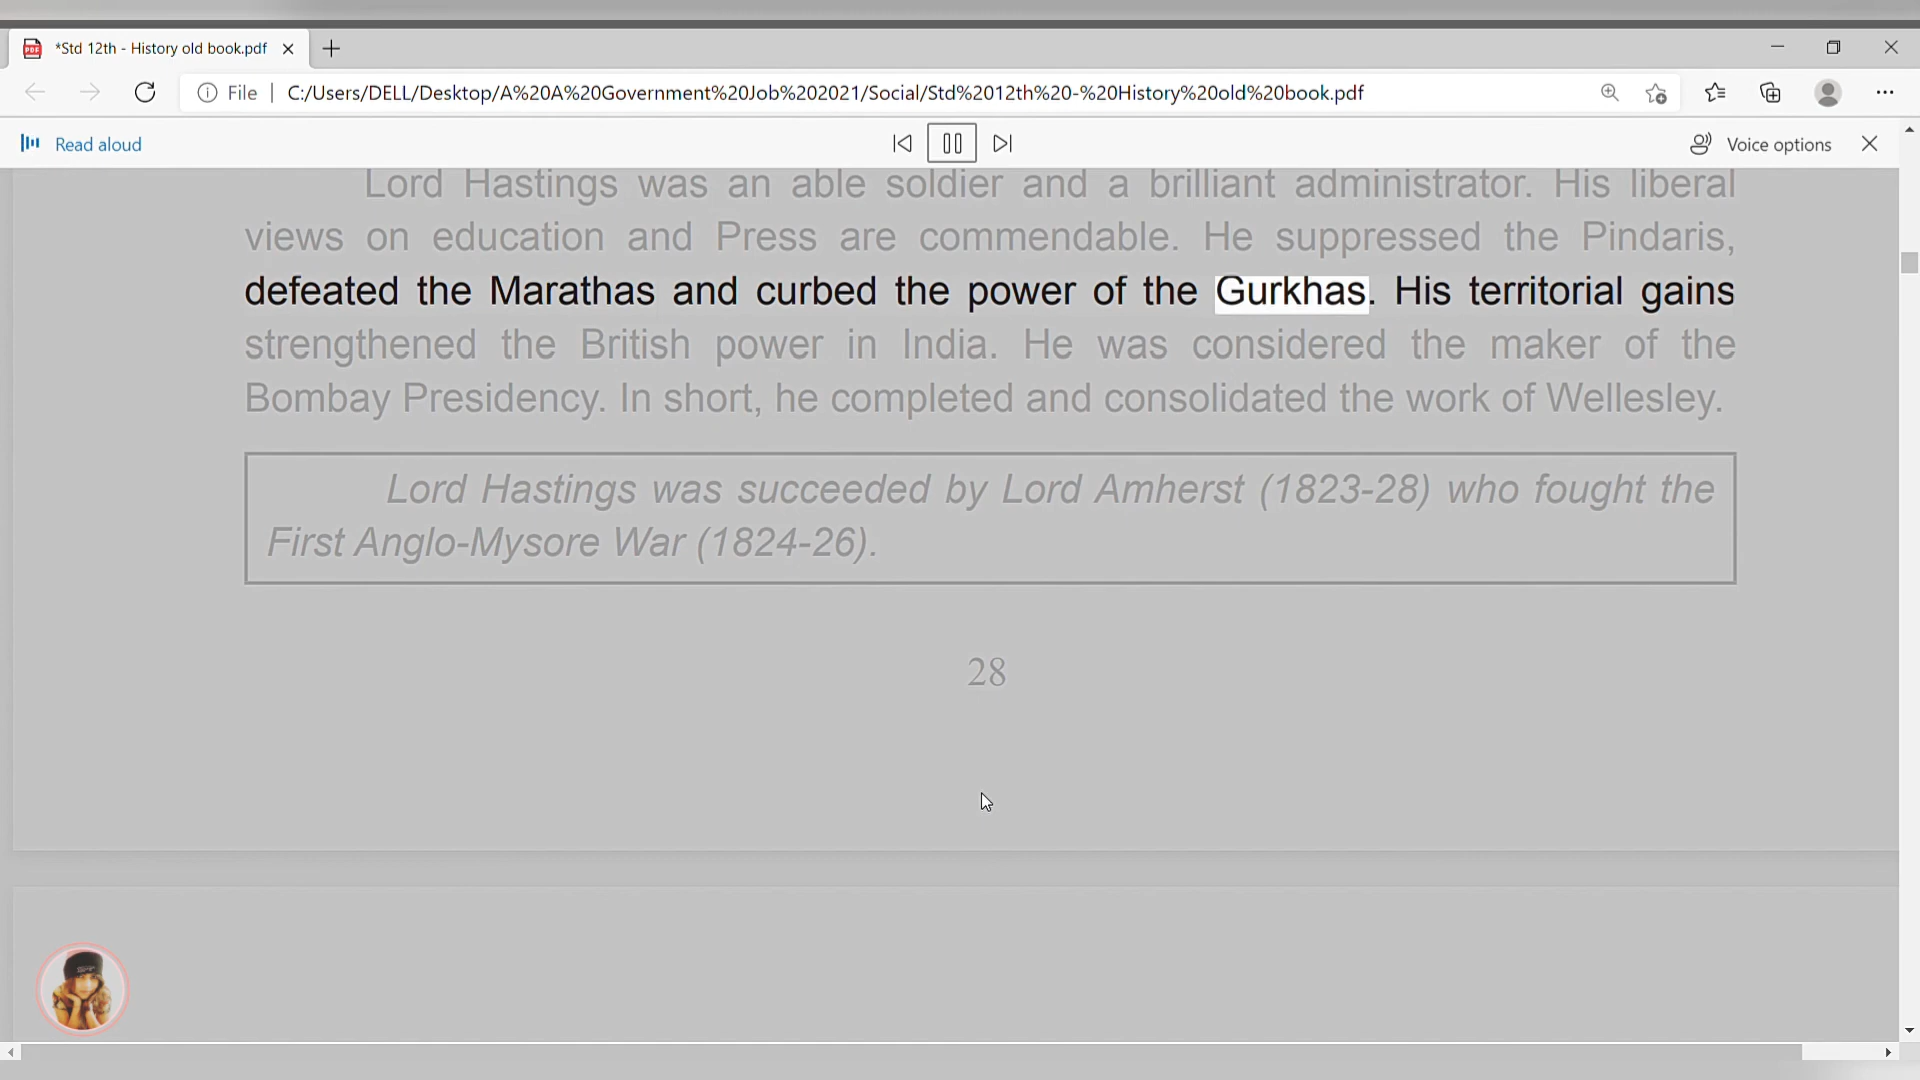 *Std 12th - History old book.pdf
File
C:/Users/DELL/Desktop/A%20A%20Government%20Job%202021/Social/Std%2012th%20-%20History%20old%20book.pdf
Read aloud
Voice options
Lord Hastings was an able soldier and a brilliant administrator. His liberal
views on education and Press are commendable. He suppressed the Pindaris,
defeated the Marathas and curbed the power of the Gurkhas. His territorial gains
strengthened the British power in India. He was considered the maker of the
Bombay Presidency. In short, he completed and consolidated the work of Wellesley.
Lord Hastings was succeeded by Lord Amherst (1823-28) who fought the
First Anglo-Mysore War (1824-26).
28